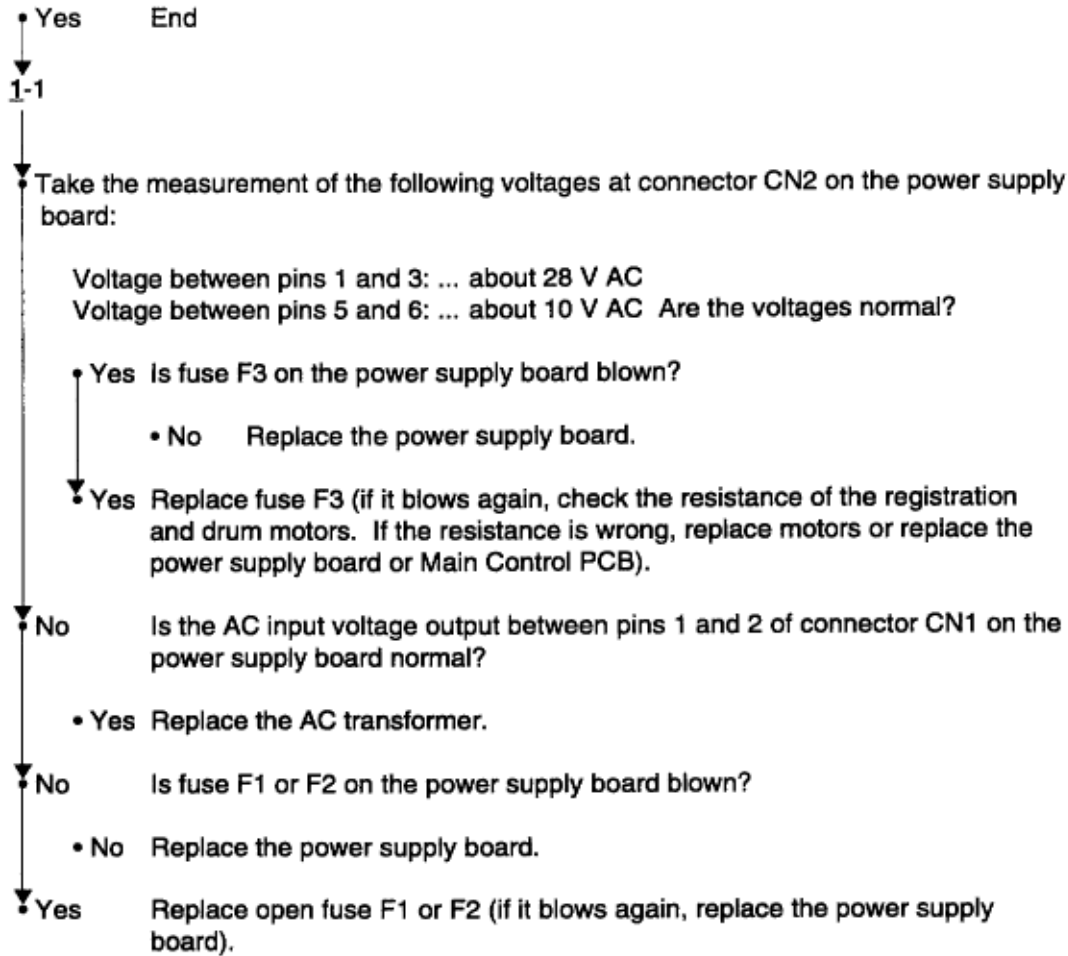 • Yes End
1-1
• Take the measurement of the following voltages at connector CN2 on the power supply
board:
Voltage between pins 1 and 3: ... about 28 V AC
Voltage between pins 5 and 6: ... about 10 V AC Are the voltages normal?
• Yes Is fuse F3 on the power supply board blown?
• No Replace the power supply board.
• Yes Replace fuse F3 (if it blows again, check the resistance of the registration
and drum motors. If the resistance is wrong, replace motors or replace the
power supply board or Main Control PCB).
• No Is the AC input voltage output between pins 1 and 2 of connector CN1 on the
power supply board normal?
• Yes Replace the AC transformer.
• No Is fuse F1 or F2 on the power supply board blown?
• No Replace the power supply board.
• Yes Replace open fuse F1 or F2 (if it blows again, replace the power supply
board).